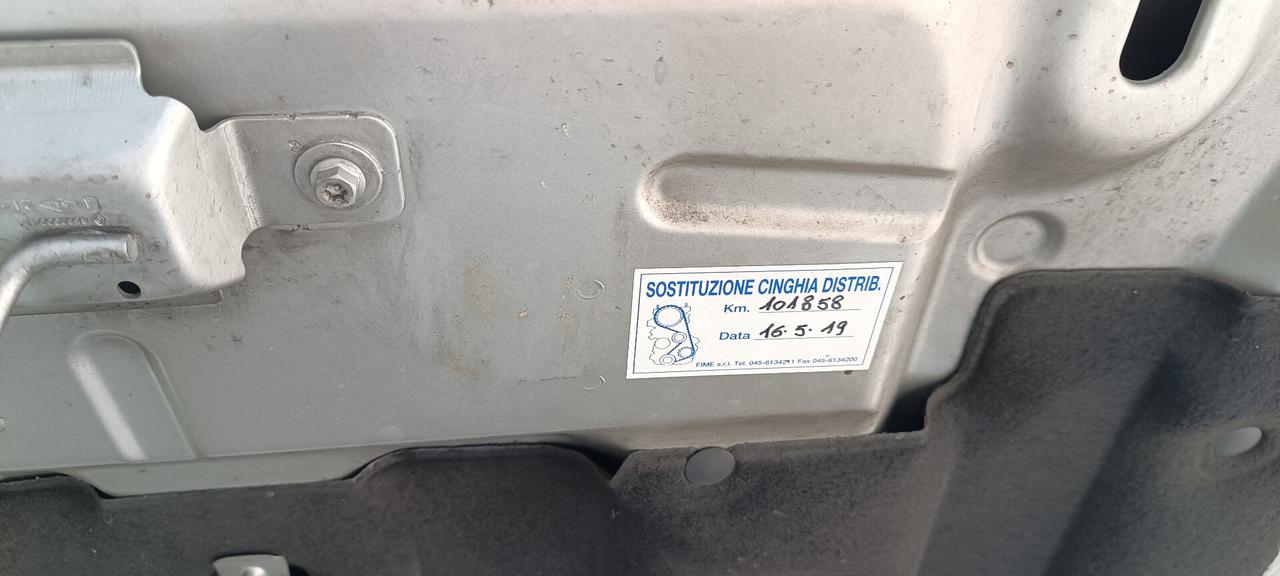 SOSTITUZIONE CINGHIA DISTRIB.
Km. 101858
Data 16.5.19
FIME s.r.l. Tel. 045-6134211 Fax 045-6134200